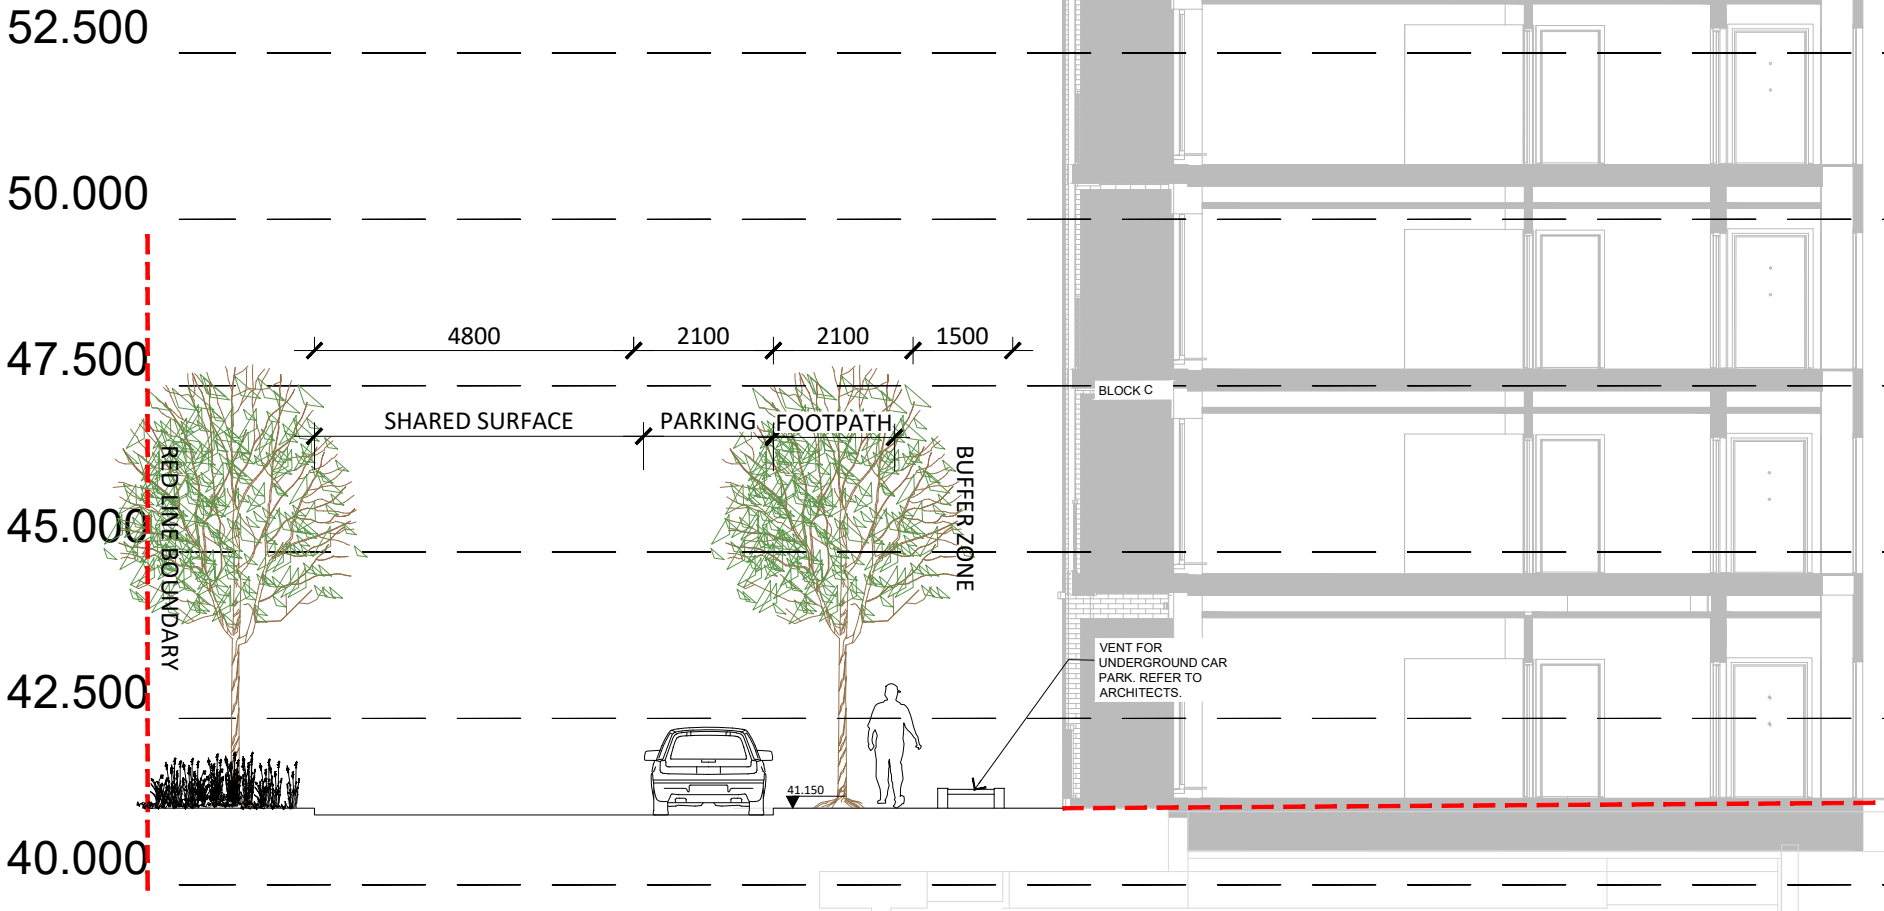 52.500
50.000
47.500
4800 2100 2100 1500
BLOCK C
SHARED SURFACE PARKING FOOTPATH
RED LINE BOUNDARY
BUFFER ZONE
45.000
VENT FOR
UNDERGROUND CAR
PARK. REFER TO
ARCHITECTS.
42.500
41.150
40.000